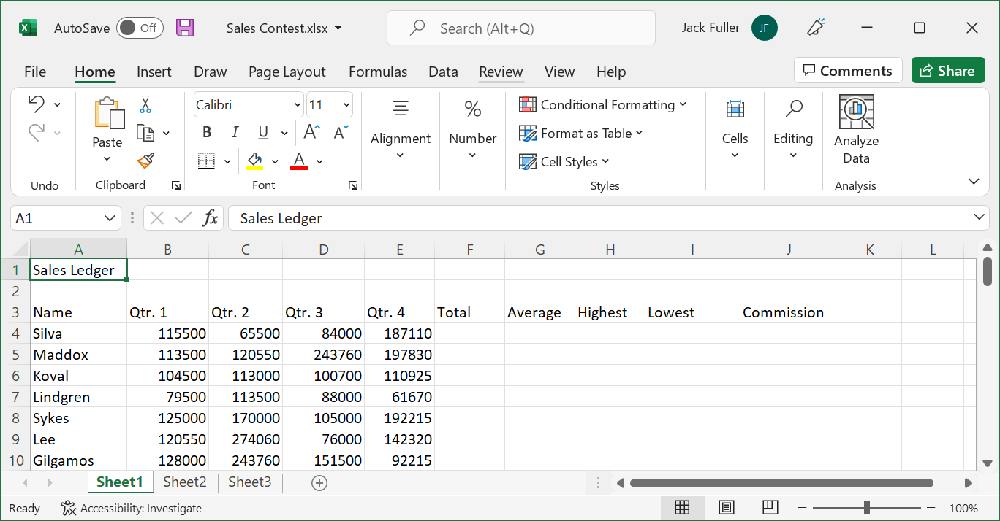 AutoSave Off Sales Contest.xlsx Search (Alt+Q) Jack Fuller JF
File Home Insert Draw Page Layout Formulas Data Review View Help Comments Share
Calibri 11 % Conditional Formatting
Paste B I U A A Alignment Number Format as Table Cells Editing Analyze
A Cell Styles Data
Undo Clipboard Font Styles Analysis
A1 fx Sales Ledger
A B C D E F G H I J K L
1 Sales Ledger
2
3 Name Qtr. 1 Qtr. 2 Qtr. 3 Qtr. 4 Total Average Highest Lowest Commission
4 Silva 115500 65500 84000 187110
5 Maddox 113500 120550 243760 197830
6 Koval 104500 113000 100700 110925
7 Lindgren 79500 113500 88000 61670
8 Sykes 125000 170000 105000 192215
9 Lee 120550 274060 76000 142320
10 Gilgamos 128000 243760 151500 92215
Sheet1 Sheet2 Sheet3
Ready Accessibility: Investigate 100%